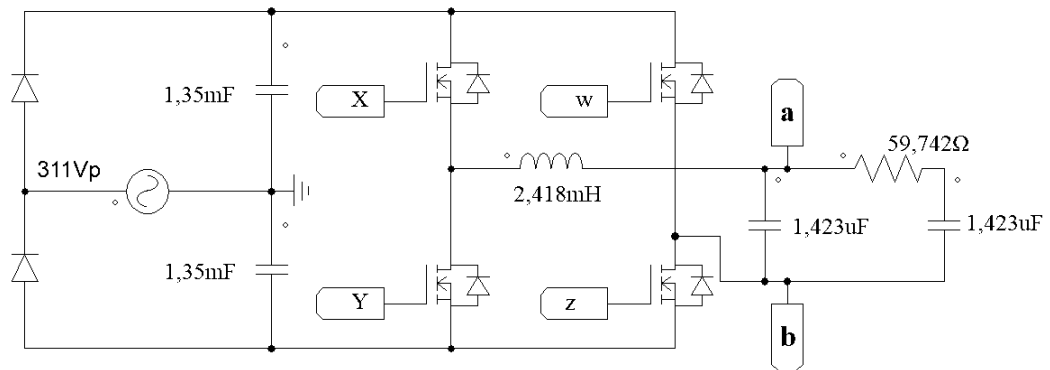 1,35mF
X
w
a
59,742Ω
311Vp
2,418mH
1,423uF
1,423uF
1,35mF
Y
z
b